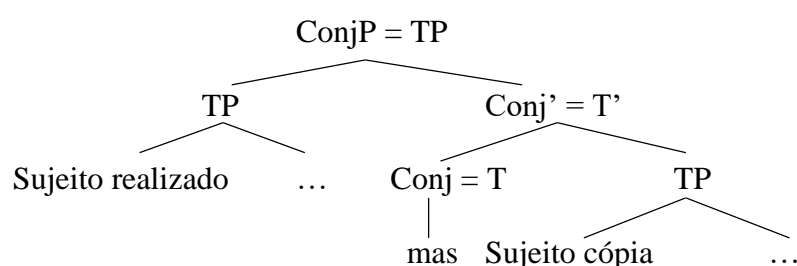 ConjP = TP
TP Conj’ = T’
Sujeito realizado … Conj = T TP
mas Sujeito cópia …